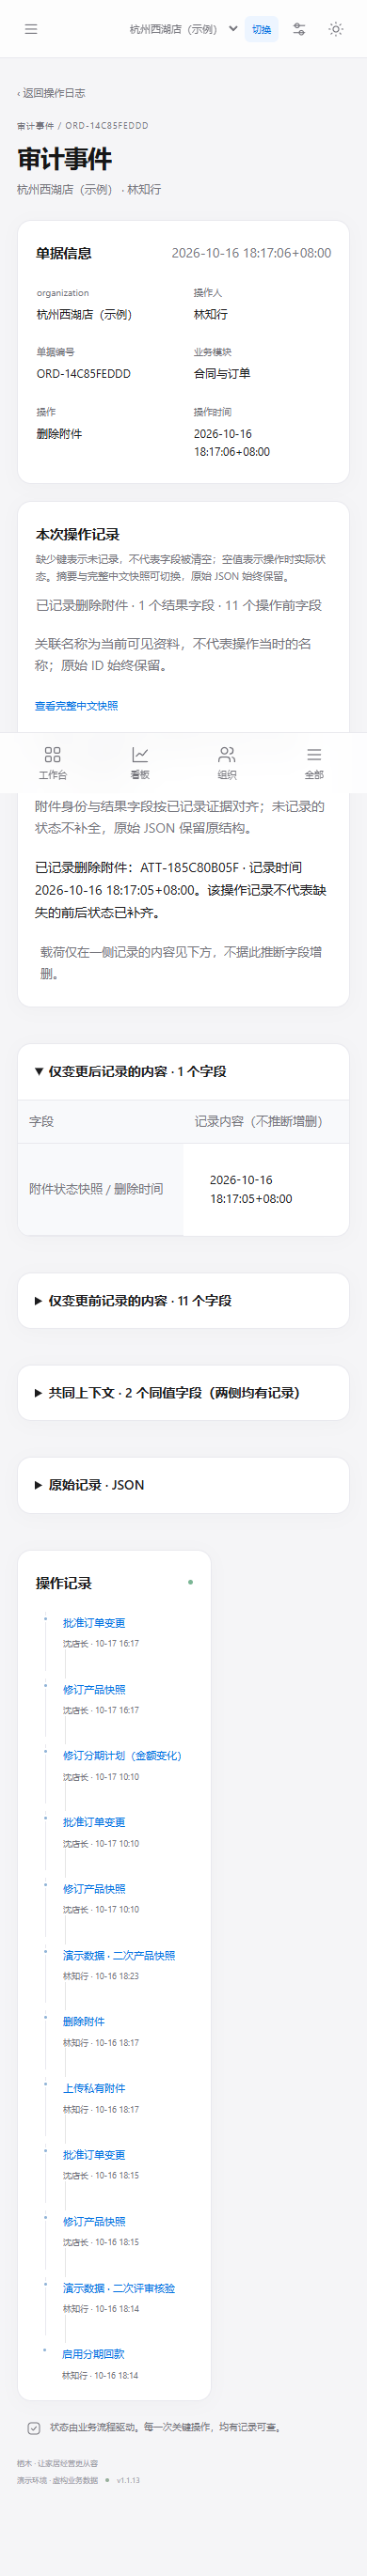 杭州西湖店（示例）
切换
‹ 返回操作日志
审计事件 / ORD-14C85FEDDD
审计事件
杭州西湖店（示例） · 林知行
单据信息
2026-10-16 18:17:06+08:00
organization
操作人
杭州西湖店（示例）
林知行
单据编号
业务模块
ORD-14C85FEDDD
合同与订单
操作
操作时间
删除附件
2026-10-16
18:17:06+08:00
本次操作记录
缺少键表示未记录，不代表字段被清空；空值表示操作时实际状
态。摘要与完整中文快照可切换，原始 JSON 始终保留。
已记录删除附件 · 1 个结果字段 · 11 个操作前字段
关联名称为当前可见资料，不代表操作当时的名
称；原始 ID 始终保留。
查看完整中文快照
工作台
看板
组织
全部
附件身份与结果字段按已记录证据对齐；未记录的
状态不补全，原始 JSON 保留原结构。
已记录删除附件：ATT-185C80B05F · 记录时间
2026-10-16 18:17:05+08:00。该操作记录不代表缺
失的前后状态已补齐。
载荷仅在一侧记录的内容见下方，不据此推断字段增
删。
仅变更后记录的内容 · 1 个字段
字段
记录内容（不推断增删）
附件状态快照 / 删除时间
2026-10-16
18:17:05+08:00
仅变更前记录的内容 · 11 个字段
共同上下文 · 2 个同值字段（两侧均有记录）
原始记录 · JSON
操作记录
批准订单变更
沈店长 · 10-17 16:17
修订产品快照
沈店长 · 10-17 16:17
修订分期计划（金额变化）
沈店长 · 10-17 10:10
批准订单变更
沈店长 · 10-17 10:10
修订产品快照
沈店长 · 10-17 10:10
演示数据 · 二次产品快照
林知行 · 10-16 18:23
删除附件
林知行 · 10-16 18:17
上传私有附件
林知行 · 10-16 18:17
批准订单变更
沈店长 · 10-16 18:15
修订产品快照
沈店长 · 10-16 18:15
演示数据 · 二次评审核验
林知行 · 10-16 18:14
启用分期回款
林知行 · 10-16 18:14
状态由业务流程驱动。每一次关键操作，均有记录可查。
栖木 · 让家居经营更从容
演示环境 · 虚构业务数据
v1.1.13